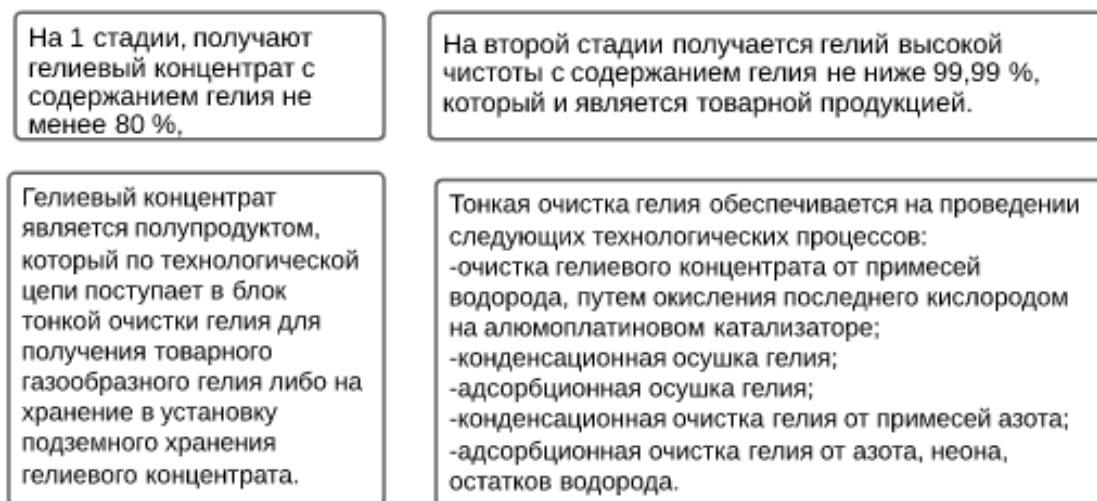 На 1 стадии, получают
гелиевый концентрат с
содержанием гелия не
менее 80 %,
На второй стадии получается гелий высокой
чистоты с содержанием гелия не ниже 99,99 %,
который и является товарной продукцией.
Гелиевый концентрат
является полупродуктом,
который по технологической
цепи поступает в блок
тонкой очистки гелия для
получения товарного
газообразного гелия либо на
хранение в установку
подземного хранения
гелиевого концентрата.
Тонкая очистка гелия обеспечивается на проведении
следующих технологических процессов:
-очистка гелиевого концентрата от примесей
водорода, путем окисления последнего кислородом
на алюмоплатиновом катализаторе;
-конденсационная осушка гелия;
-адсорбционная осушка гелия;
-конденсационная очистка гелия от примесей азота;
-адсорбционная очистка гелия от азота, неона,
остатков водорода.